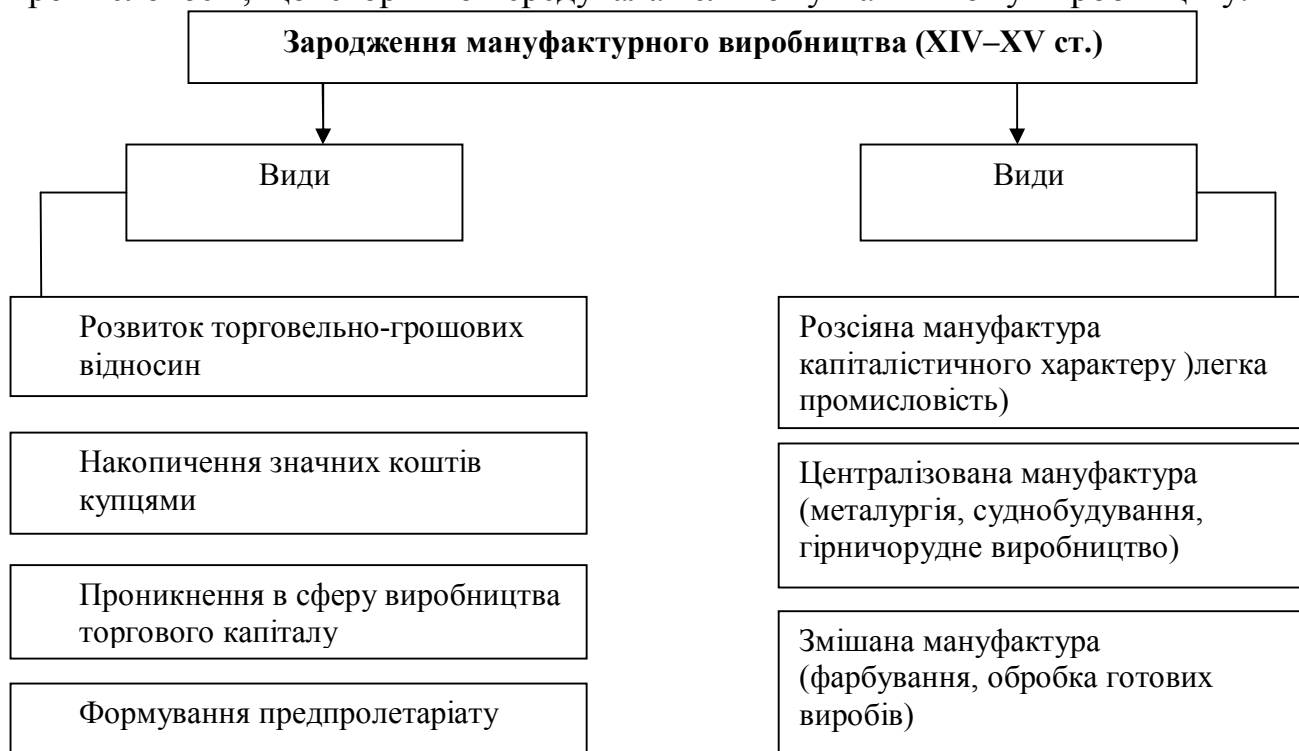 Зародження мануфактурного виробництва (XIV–XV ст.)
Види
Види
Розвиток торговельно-грошових
відносин
Накопичення значних коштів
купцями
Проникнення в сферу виробництва
торгового капіталу
Формування предпролетаріату
Розсіяна мануфактура
капіталістичного характеру )легка
промисловість)
Централізована мануфактура
(металургія, суднобудування,
гірничорудне виробництво)
Змішана мануфактура
(фарбування, обробка готових
виробів)